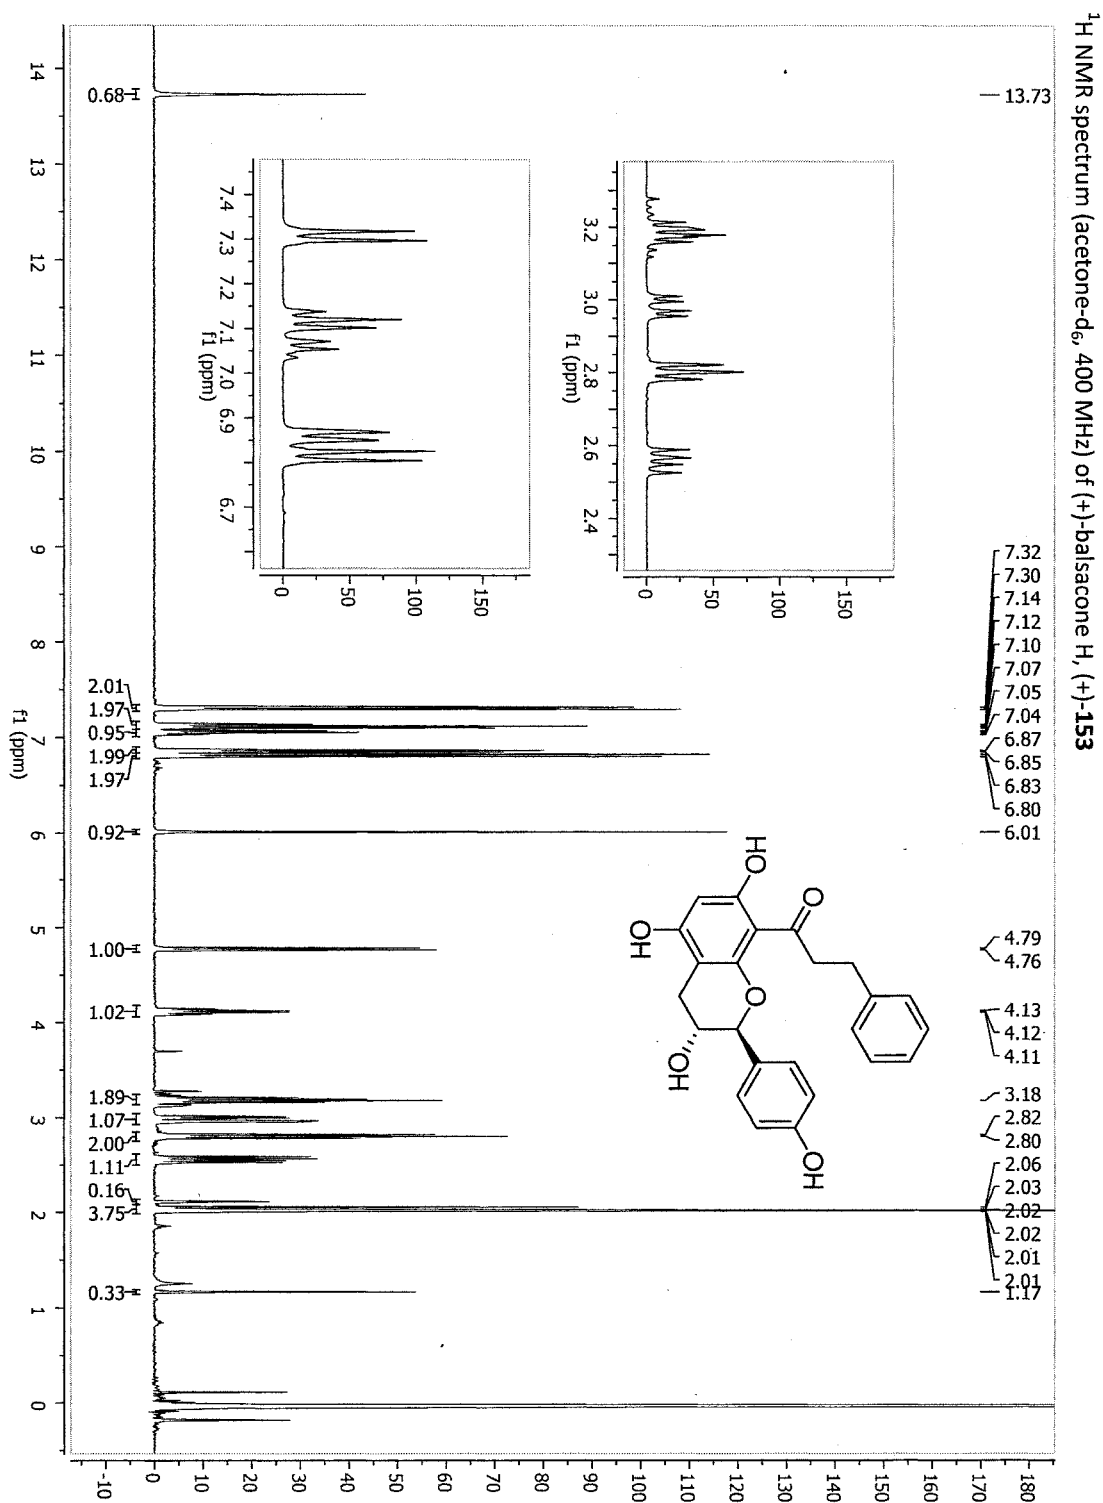 ¹H NMR spectrum (acetone-d₆, 400 MHz) of (+)-balsacone H, (+)-153
13.73
7.32
7.30
7.14
7.12
7.10
7.07
7.05
7.04
6.87
6.85
6.83
6.80
6.01
4.79
4.76
4.13
4.12
4.11
3.18
2.82
2.80
2.06
2.03
2.02
2.02
2.01
2.01
1.17
3.2 3.0 2.8 2.6 2.4
f1 (ppm)
0 50 100 150
7.4 7.3 7.2 7.1 7.0 6.9 6.7
f1 (ppm)
0 50 100 150
HO
O
OH
O
OH
OH
0.68
2.01
1.97
0.95
1.99
1.97
0.92
1.00
1.02
1.89
1.07
2.00
1.11
0.16
3.75
0.33
14 13 12 11 10 9 8 7 6 5 4 3 2 1 0
f1 (ppm)
-10 0 10 20 30 40 50 60 70 80 90 100 110 120 130 140 150 160 170 180